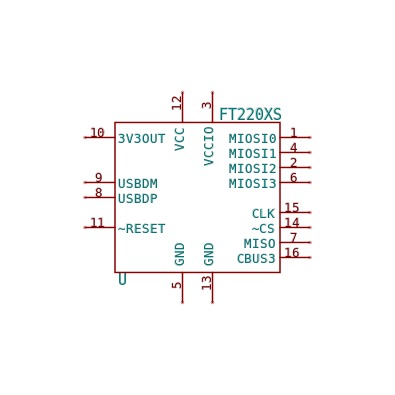 12
3
FT220XS
VCC
VCCIO
10 3V3OUT
MIOSI0 1
MIOSI1 4
MIOSI2 2
9 USBDM
MIOSI3 6
8 USBDP
CLK 15
11 ~RESET
~CS 14
MISO 7
CBUS3 16
GND
GND
U
5
13